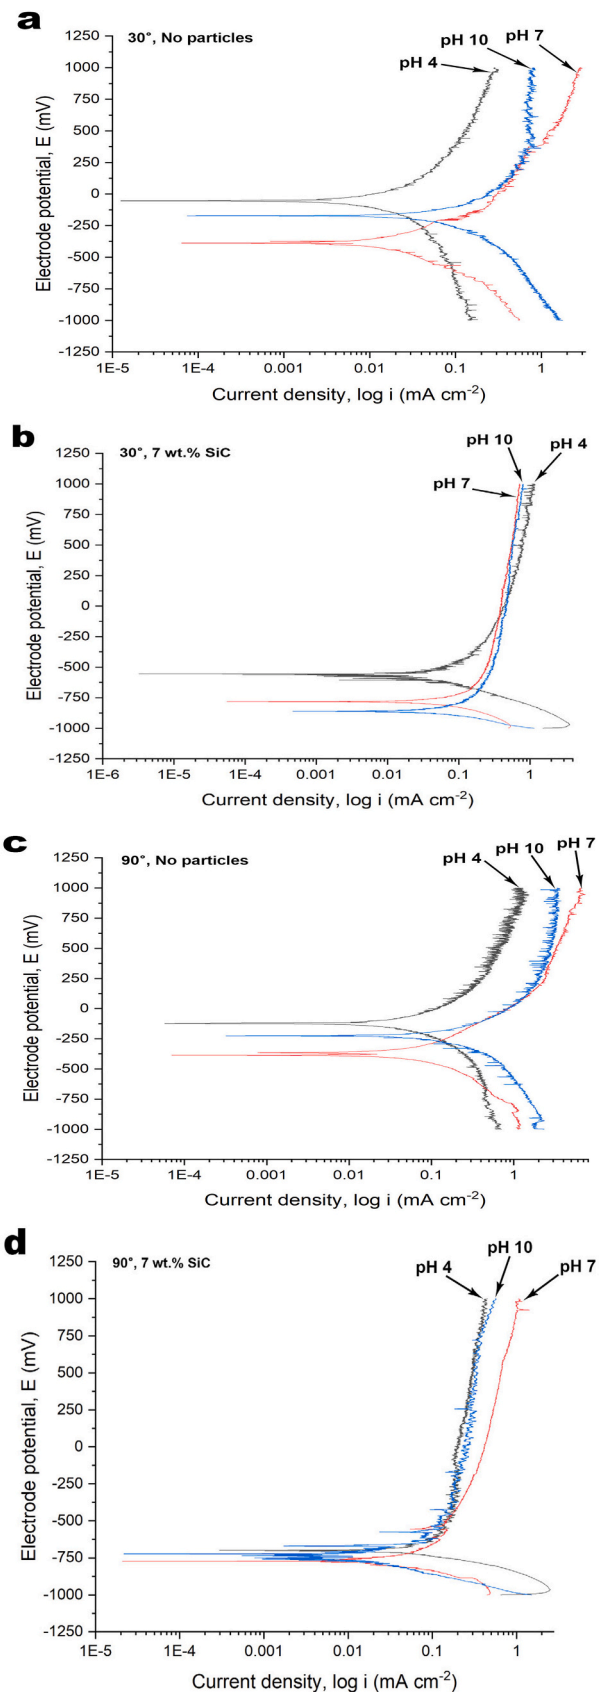 a
30°, No particles
pH 4
pH 10
pH 7
Electrode potential, E (mV)
1250
1000
750
500
250
0
-250
-500
-750
-1000
-1250
1E-5
1E-4
0.001
0.01
0.1
1
Current density, log i (mA cm⁻²)
b
30°, 7 wt.% SiC
pH 10
pH 4
pH 7
Electrode potential, E (mV)
1250
1000
750
500
250
0
-250
-500
-750
-1000
-1250
1E-6
1E-5
1E-4
0.001
0.01
0.1
1
Current density, log i (mA cm⁻²)
c
90°, No particles
pH 4
pH 10
pH 7
Electrode potential, E (mV)
1250
1000
750
500
250
0
-250
-500
-750
-1000
-1250
1E-5
1E-4
0.001
0.01
0.1
1
Current density, log i (mA cm⁻²)
d
90°, 7 wt.% SiC
pH 4
pH 10
pH 7
Electrode potential, E (mV)
1250
1000
750
500
250
0
-250
-500
-750
-1000
-1250
1E-5
1E-4
0.001
0.01
0.1
1
Current density, log i (mA cm⁻²)